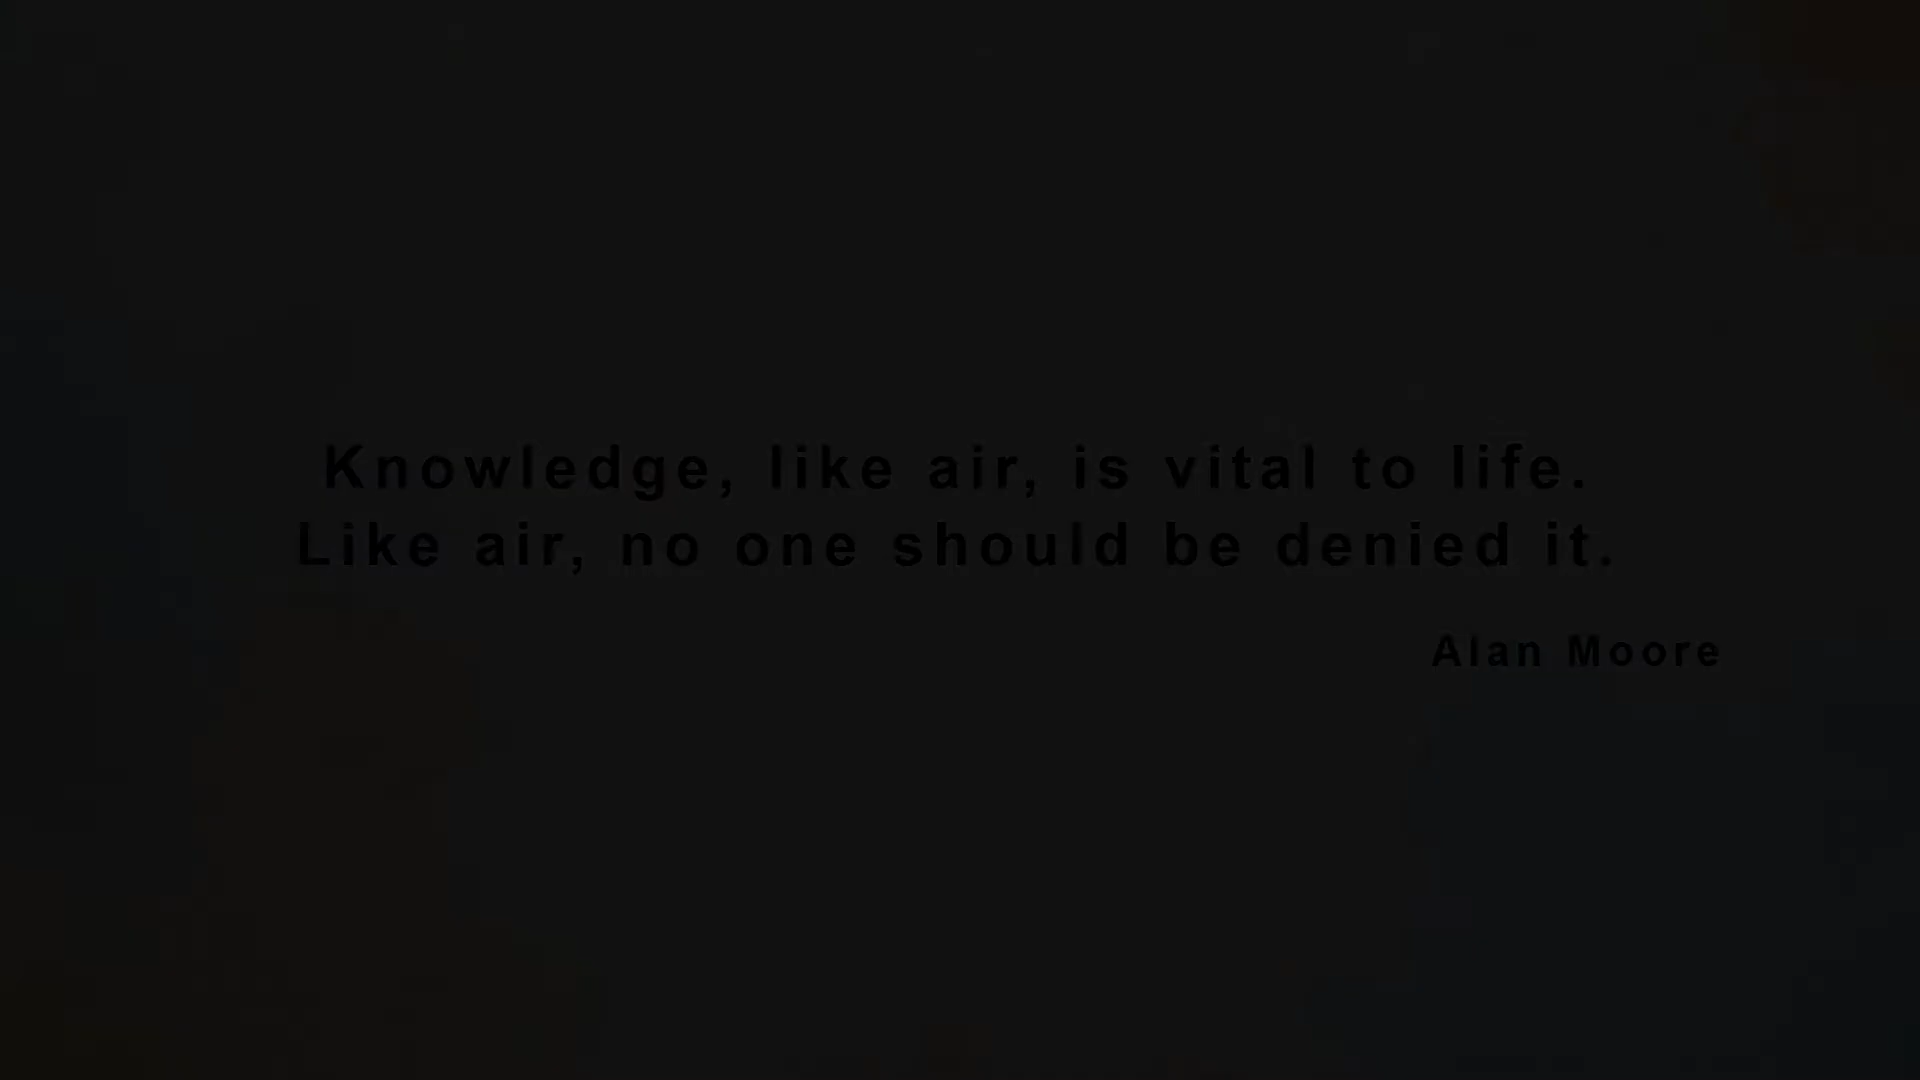 Knowledge, like air, is vital to life.
Like air, no one should be denied it.
Alan Moore